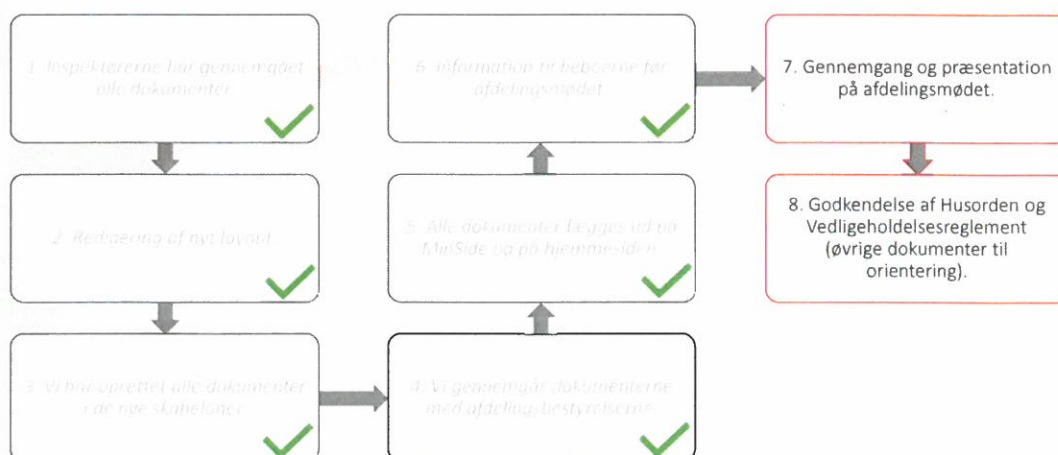 1. Inspektørerne har gennemgået
alle dokumenter
2. Redigering af nyt layout
3. Vi har oprettet alle dokumenter
i de nye skabeloner
4. Vi gennemgår dokumenterne
med afdelingsbestyrelserne
5. Alle dokumenter lægges ud på
MinSide og på hjemmesiden
6. Information til beboerne før
afdelingsmødet
7. Gennemgang og præsentation
på afdelingsmødet.
8. Godkendelse af Husorden og
Vedligeholdelsesreglement
(øvrige dokumenter til
orientering).